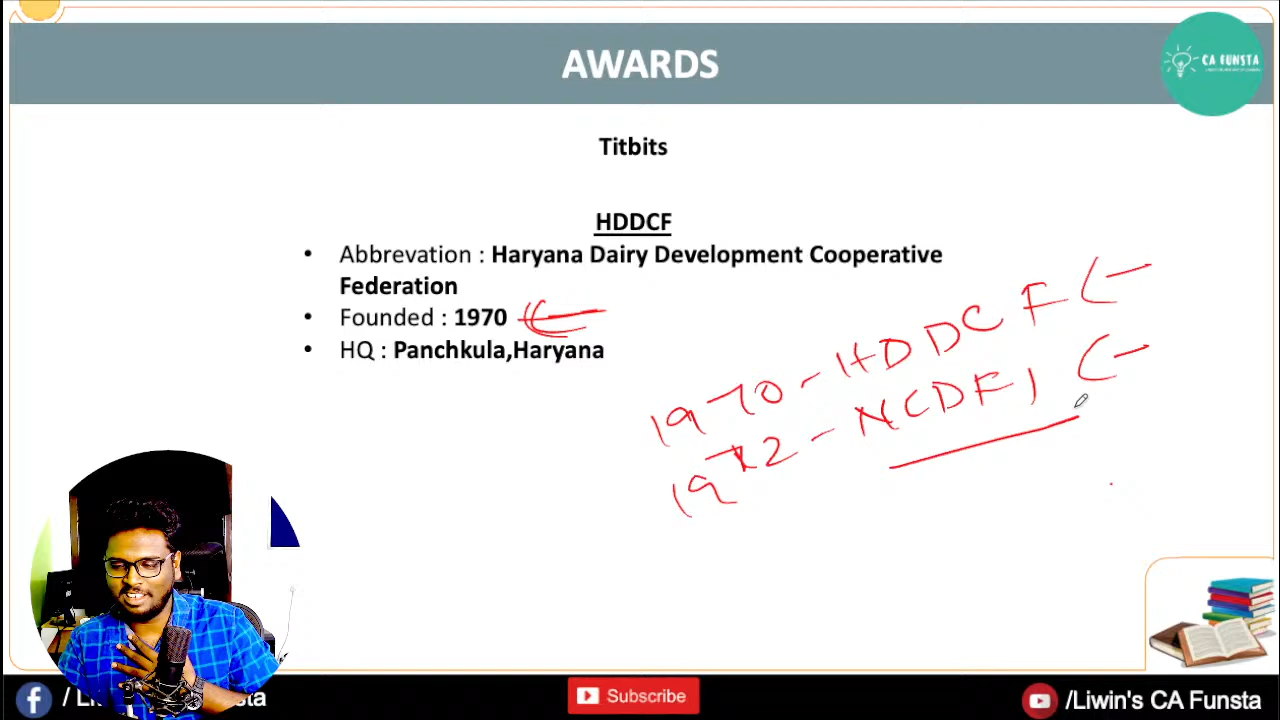 AWARDS
CA FUNSTA
Titbits
HDDCF
• Abbrevation : Haryana Dairy Development Cooperative
Federation
• Founded : 1970
• HQ : Panchkula,Haryana
1970 - HDDCF
1972 - NCDFI
Subscribe
/Liwin's CA Funsta